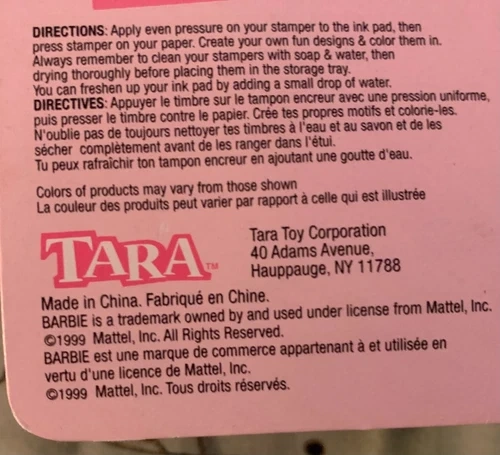 DIRECTIONS: Apply even pressure on your stamper to the ink pad, then
press stamper on your paper. Create your own fun designs & color them in.
Always remember to clean your stampers with soap & water, then
drying thoroughly before placing them in the storage tray.
You can freshen up your ink pad by adding a small drop of water.
DIRECTIVES: Appuyer le timbre sur le tampon encreur avec une pression uniforme,
puis presser le timbre contre le papier. Crée tes propres motifs et colorie-les.
N'oublie pas de toujours nettoyer tes timbres à l'eau et au savon et de les
sécher complètement avant de les ranger dans l'étui.
Tu peux rafraîchir ton tampon encreur en ajoutant une goutte d'eau.
Colors of products may vary from those shown
La couleur des produits peut varier par rapport à celle qui est illustrée
TARA™
Tara Toy Corporation
40 Adams Avenue,
Hauppauge, NY 11788
Made in China. Fabriqué en Chine.
BARBIE is a trademark owned by and used under license from Mattel, Inc.
©1999 Mattel, Inc. All Rights Reserved.
BARBIE est une marque de commerce appartenant à et utilisée en
vertu d'une licence de Mattel, Inc.
©1999 Mattel, Inc. Tous droits réservés.